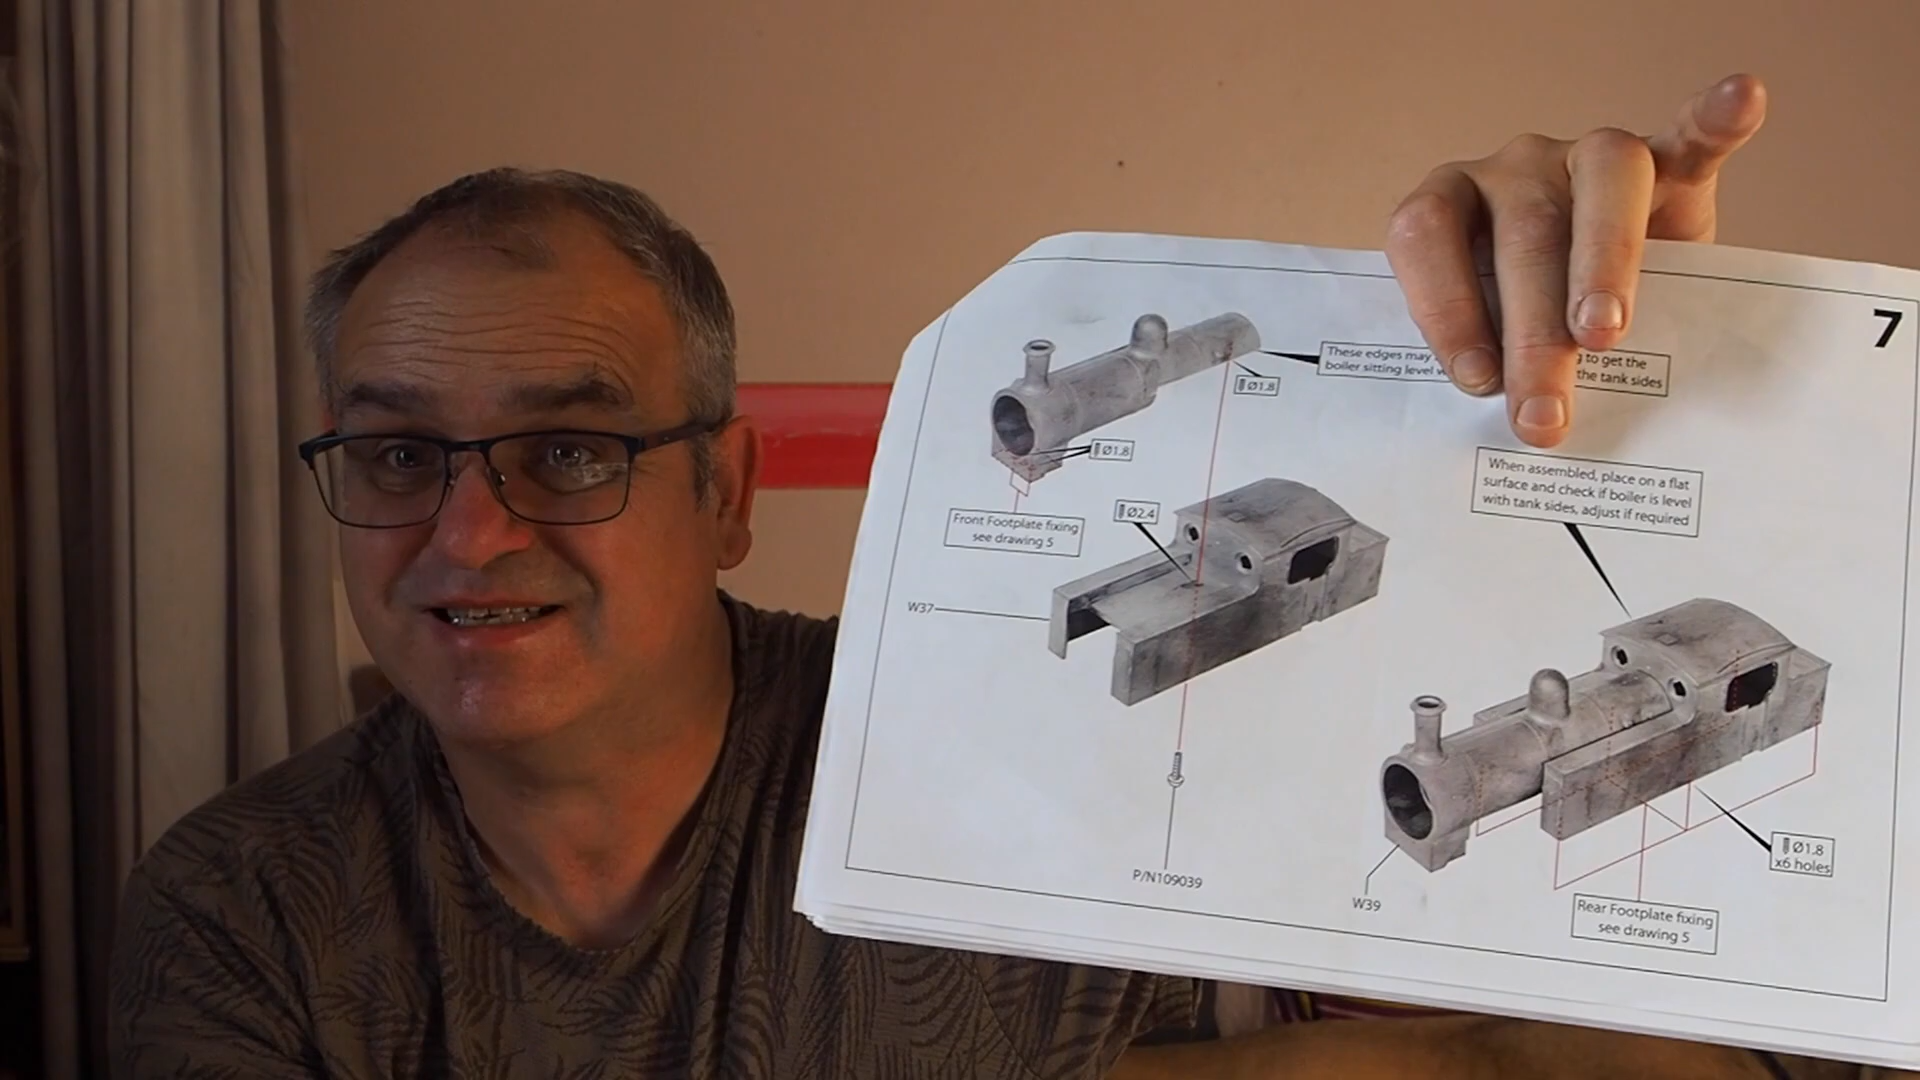 7
These edges may
boiler sitting level
g to get the
the tank sides
Ø1.8
Ø1.8
When assembled, place on a flat
surface and check if boiler is level
with tank sides, adjust if required
Front Footplate fixing
see drawing 5
Ø2.4
W37
P/N109039
W39
Ø1.8
x6 holes
Rear Footplate fixing
see drawing 5